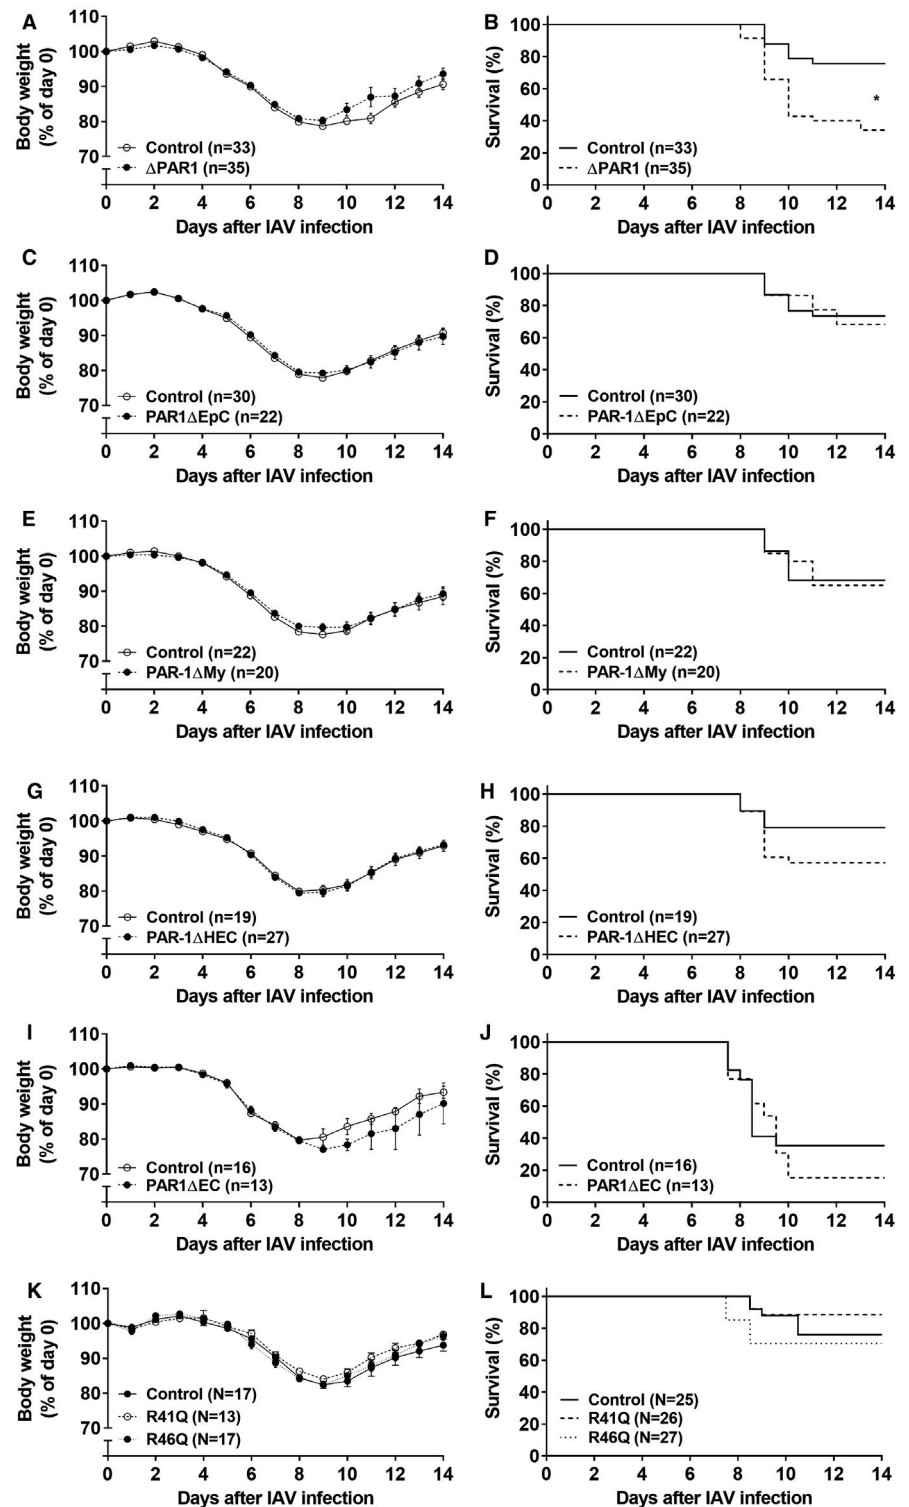 A
Body weight
(% of day 0)
110
100
90
80
70
Control (n=33)
ΔPAR1 (n=35)
0 2 4 6 8 10 12 14
Days after IAV infection
B
Survival (%)
100
80
60
40
20
0
*
Control (n=33)
ΔPAR1 (n=35)
0 2 4 6 8 10 12 14
Days after IAV infection
C
Body weight
(% of day 0)
110
100
90
80
70
Control (n=30)
PAR1ΔEpC (n=22)
0 2 4 6 8 10 12 14
Days after IAV infection
D
Survival (%)
100
80
60
40
20
0
Control (n=30)
PAR-1ΔEpC (n=22)
0 2 4 6 8 10 12 14
Days after IAV infection
E
Body weight
(% of day 0)
110
100
90
80
70
Control (n=22)
PAR-1ΔMy (n=20)
0 2 4 6 8 10 12 14
Days after IAV infection
F
Survival (%)
100
80
60
40
20
0
Control (n=22)
PAR-1ΔMy (n=20)
0 2 4 6 8 10 12 14
Days after IAV infection
G
Body weight
(% of day 0)
110
100
90
80
70
Control (n=19)
PAR-1ΔHEC (n=27)
0 2 4 6 8 10 12 14
Days after IAV infection
H
Survival (%)
100
80
60
40
20
0
Control (n=19)
PAR-1ΔHEC (n=27)
0 2 4 6 8 10 12 14
Days after IAV infection
I
Body weight
(% of day 0)
110
100
90
80
70
Control (n=16)
PAR1ΔEC (n=13)
0 2 4 6 8 10 12 14
Days after IAV infection
J
Survival (%)
100
80
60
40
20
0
Control (n=16)
PAR1ΔEC (n=13)
0 2 4 6 8 10 12 14
Days after IAV infection
K
Body weight
(% of day 0)
110
100
90
80
70
Control (N=17)
R41Q (N=13)
R46Q (N=17)
0 2 4 6 8 10 12 14
Days after IAV infection
L
Survival (%)
100
80
60
40
20
0
Control (N=25)
R41Q (N=26)
R46Q (N=27)
0 2 4 6 8 10 12 14
Days after IAV infection